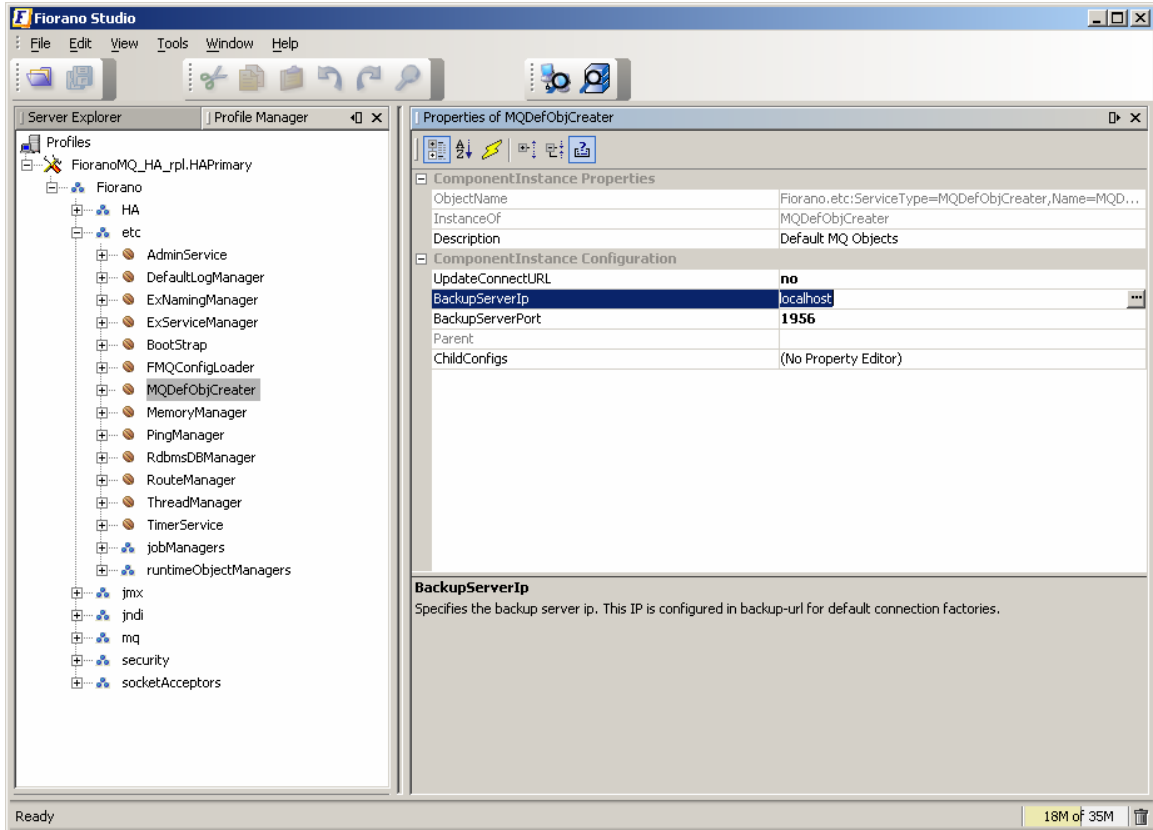 Fiorano Studio
File Edit View Tools Window Help
Server Explorer Profile Manager
Profiles
FioranoMQ_HA_rpl.HAPrimary
Fiorano
HA
etc
AdminService
DefaultLogManager
ExNamingManager
ExServiceManager
BootStrap
FMQConfigLoader
MQDefObjCreater
MemoryManager
PingManager
RdbmsDBManager
RouteManager
ThreadManager
TimerService
jobManagers
runtimeObjectManagers
jmx
jndi
mq
security
socketAcceptors
Properties of MQDefObjCreater
ComponentInstance Properties
ObjectName Fiorano.etc:ServiceType=MQDefObjCreater,Name=MQD...
InstanceOf MQDefObjCreater
Description Default MQ Objects
ComponentInstance Configuration
UpdateConnectURL no
BackupServerIp localhost ...
BackupServerPort 1956
Parent
ChildConfigs (No Property Editor)
BackupServerIp
Specifies the backup server ip. This IP is configured in backup-url for default connection factories.
Ready 18M of 35M